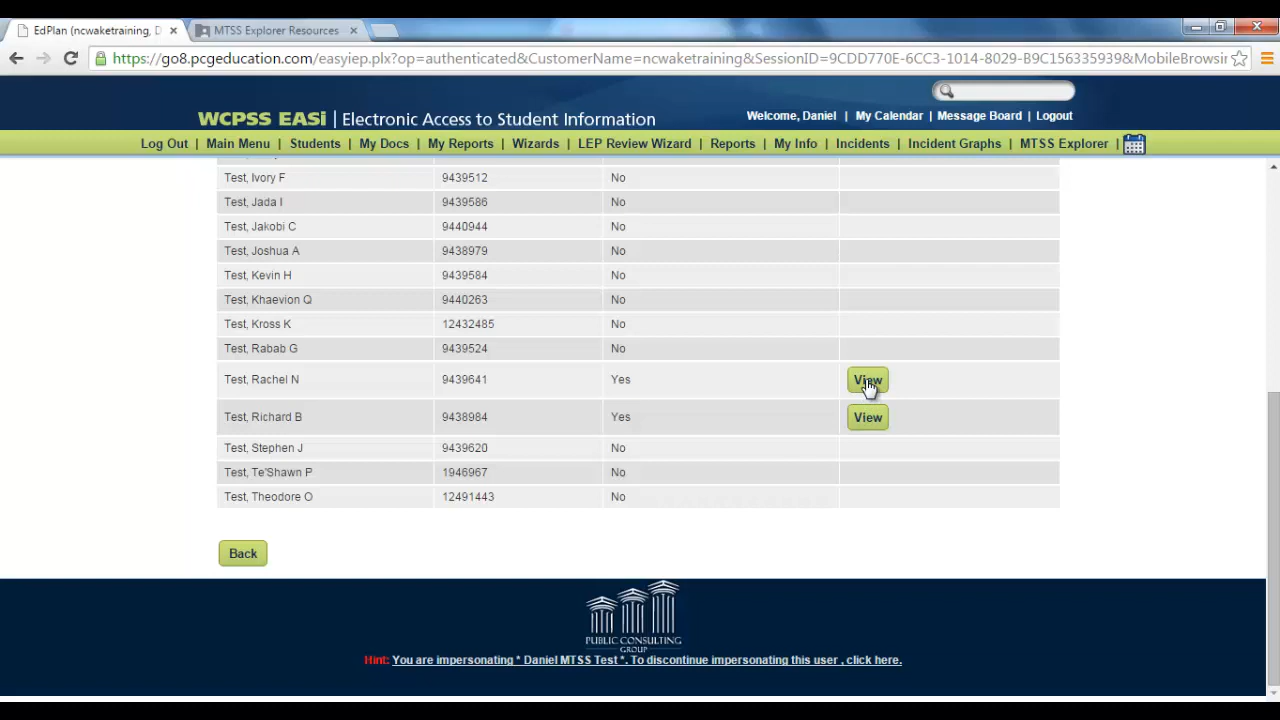 EdPlan (ncwaketraining, D
MTSS Explorer Resources
https://go8.pcgeducation.com/easyiep.plx?op=authenticated&CustomerName=ncwaketraining&SessionID=9CDD770E-6CC3-1014-8029-B9C156335939&MobileBrowsin
WCPSS EASi | Electronic Access to Student Information
Welcome, Daniel | My Calendar | Message Board | Logout
Log Out | Main Menu | Students | My Docs | My Reports | Wizards | LEP Review Wizard | Reports | My Info | Incidents | Incident Graphs | MTSS Explorer |
Test, Ivory F 9439512 No
Test, Jada I 9439586 No
Test, Jakobi C 9440944 No
Test, Joshua A 9438979 No
Test, Kevin H 9439584 No
Test, Khaevion Q 9440263 No
Test, Kross K 12432485 No
Test, Rabab G 9439524 No
Test, Rachel N 9439641 Yes View
Test, Richard B 9438984 Yes View
Test, Stephen J 9439620 No
Test, Te'Shawn P 1946967 No
Test, Theodore O 12491443 No
Back
PUBLIC CONSULTING
GROUP
Hint: You are impersonating * Daniel MTSS Test *. To discontinue impersonating this user , click here.